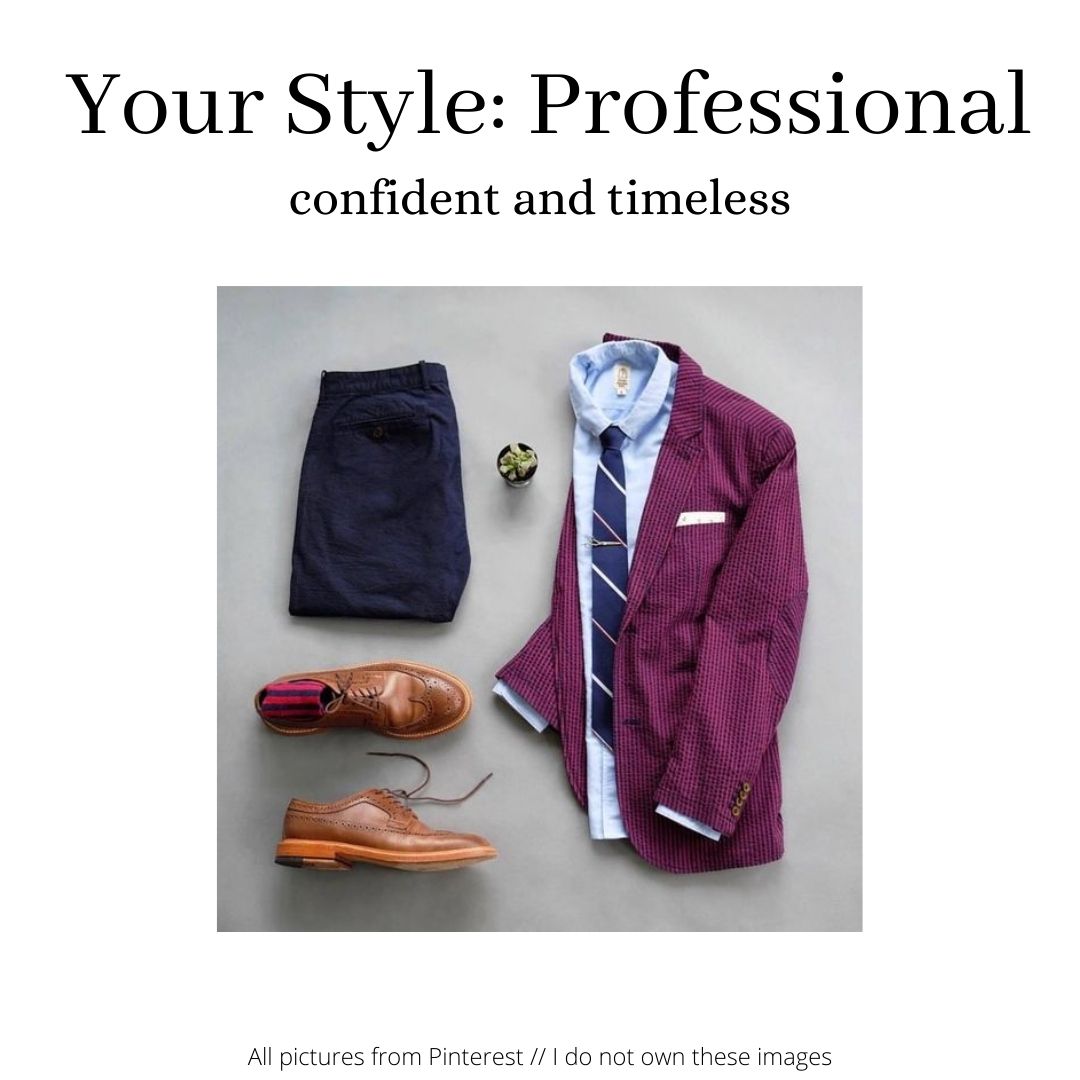 Your Style: Professional
confident and timeless
All pictures from Pinterest // I do not own these images